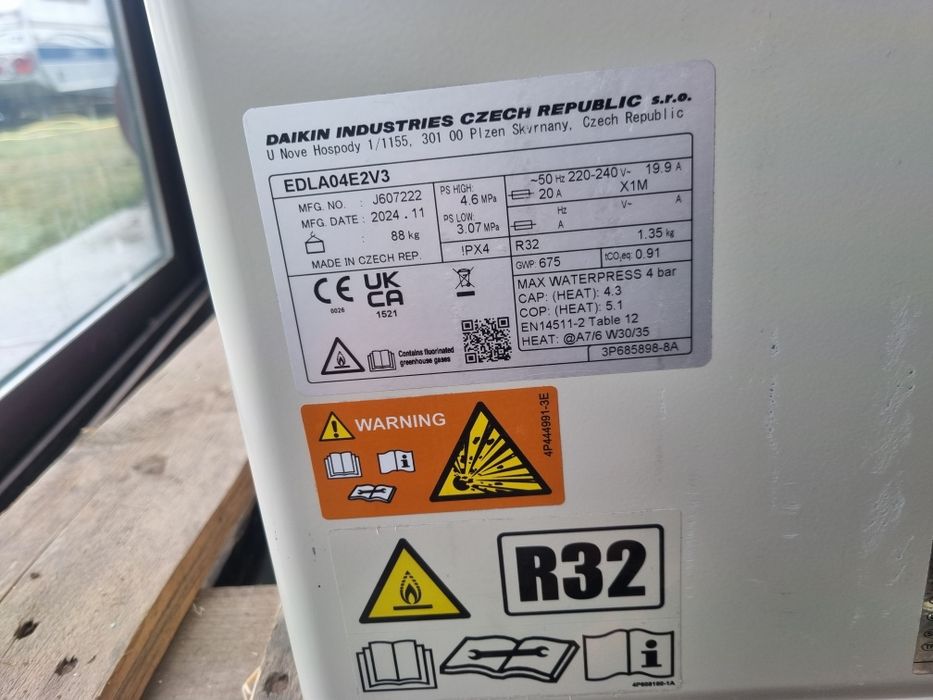 DAIKIN INDUSTRIES CZECH REPUBLIC s.r.o.
U Nove Hospody 1/1155, 301 00 Plzen Skvrnany, Czech Republic
EDLA04E2V3
MFG. NO. : J607222
MFG. DATE : 2024.11
: 88 kg
MADE IN CZECH REP.
PS HIGH:
4.6 MPa
PS LOW:
3.07 MPa
IPX4
~50 Hz 220-240 V~ 19.9 A
20 A X1M
Hz V~ A
A
R32 1.35 kg
GWP: 675 tCO₂eq: 0.91
MAX WATERPRESS 4 bar
CAP: (HEAT): 4.3
COP: (HEAT): 5.1
EN14511-2 Table 12
HEAT: @A7/6 W30/35
3P685898-8A
CE
0026
UK
CA
1521
Contains fluorinated
greenhouse gases
WARNING
4P444991-3E
R32